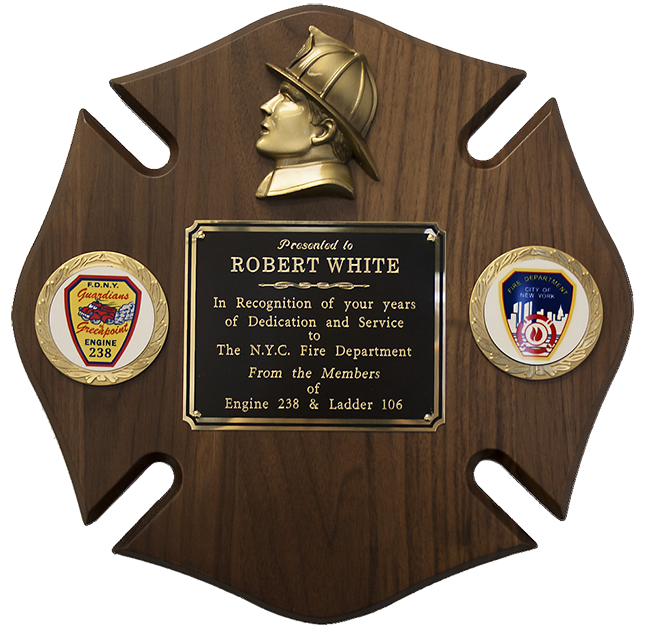 Presented to
ROBERT WHITE
In Recognition of your years
of Dedication and Service
to
The N.Y.C. Fire Department
From the Members
of
Engine 238 & Ladder 106
F.D.N.Y.
Guardians
of
Greenpoint
ENGINE
238
FIRE DEPARTMENT
CITY OF
NEW YORK